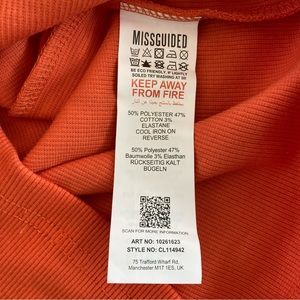 MISSGUIDED
BE ECO FRIENDLY. IF LIGHTLY
SOILED TRY WASHING AT 30
KEEP AWAY
FROM FIRE
50% POLYESTER 47%
COTTON 3%
ELASTANE
COOL IRON ON
REVERSE
50% Polyester 47%
Baumwolle 3% Elasthan
RÜCKSEITIG KALT
BÜGELN
SCAN FOR MORE INFORMATION.
ART NO: 10261623
STYLE NO: CL114942
75 Trafford Wharf Rd,
Manchester M17 1ES, UK